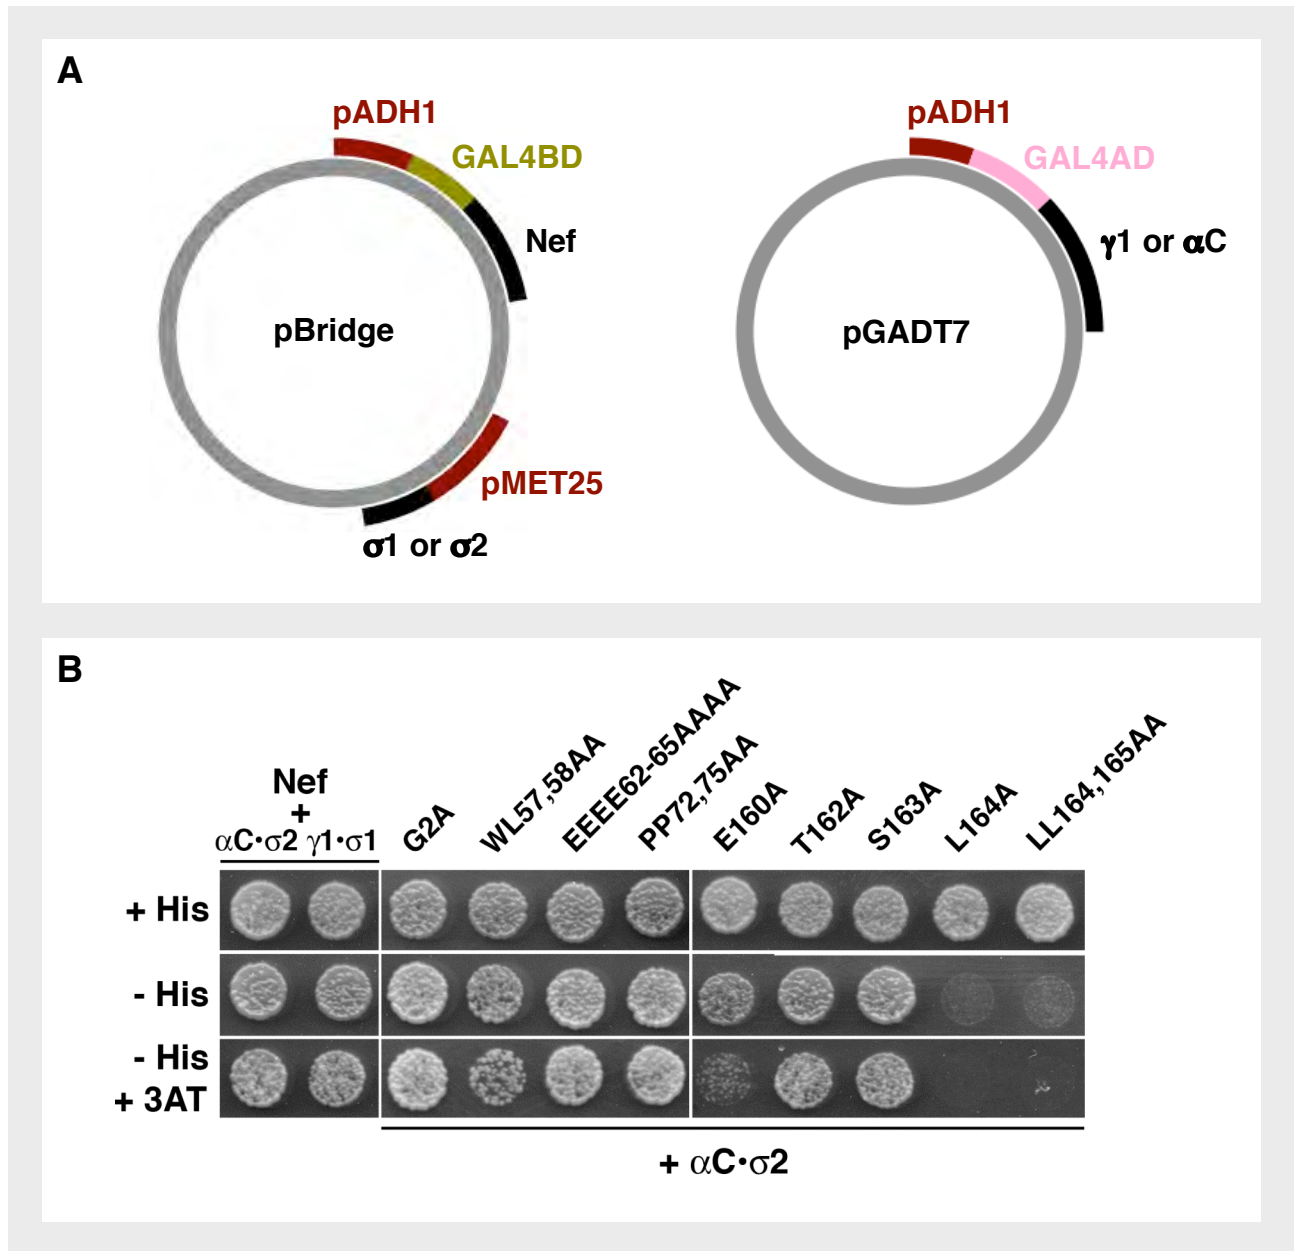 A
pADH1
GAL4BD
Nef
pBridge
pMET25
σ1 or σ2
pADH1
GAL4AD
γ1 or αC
pGADT7
B
Nef
+
αC•σ2 γ1•σ1
G2A
WL57,58AA
EEEE62-65AAAA
PP72,75AA
E160A
T162A
S163A
L164A
LL164,165AA
+ His
- His
- His
+ 3AT
+ αC•σ2